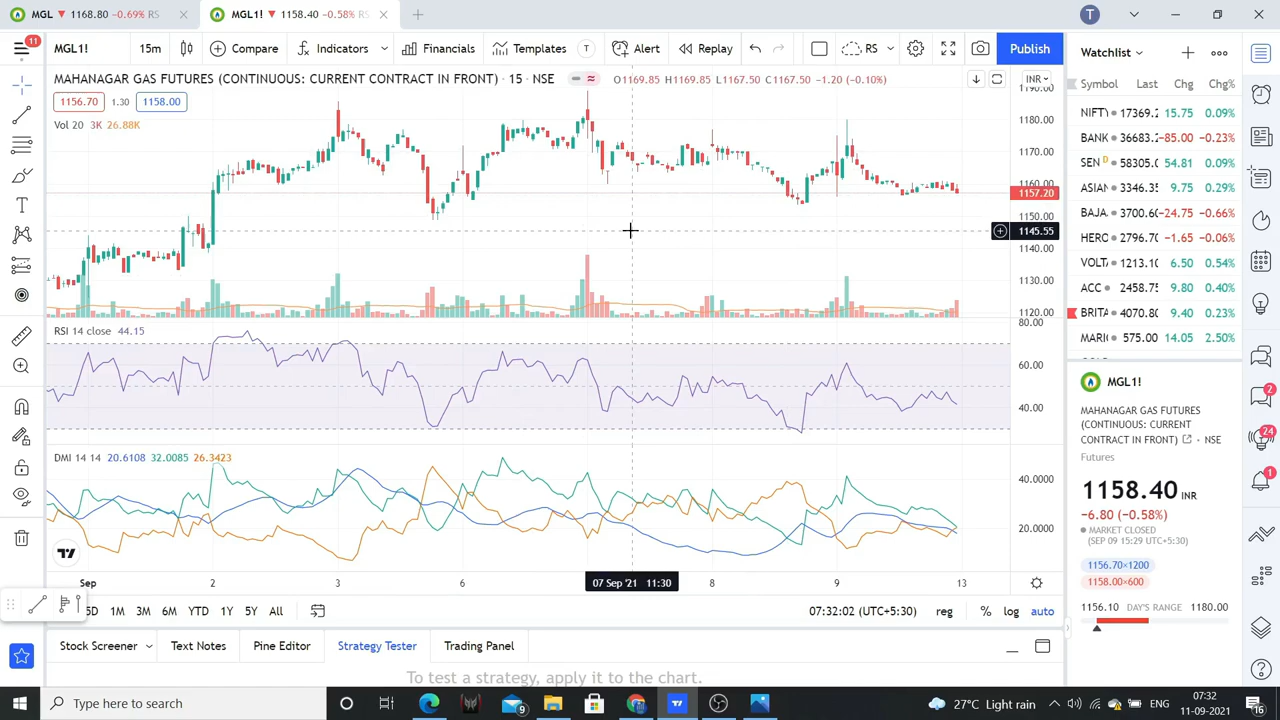 MGL ▼ 1168.80 −0.69% RS
MGL1! ▼ 1158.40 −0.58% RS
T
11
MGL1!
15m
Compare
Indicators
Financials
Templates
T
Alert
Replay
RS
Publish
MAHANAGAR GAS FUTURES (CONTINUOUS: CURRENT CONTRACT IN FRONT) · 15 · NSE
O1169.85 H1169.85 L1167.50 C1167.50 −1.20 (−0.10%)
INR
1156.70
1.30
1158.00
Vol 20 3K 26.88K
1190.00
1180.00
1170.00
1160.00
1157.20
1150.00
1145.55
1140.00
1130.00
1120.00
RSI 14 close 44.15
80.00
60.00
40.00
DMI 14 14 20.6108 32.0085 26.3423
40.0000
20.0000
Sep
2
3
6
07 Sep '21 11:30
8
9
13
5D
1M
3M
6M
YTD
1Y
5Y
All
07:32:02 (UTC+5:30)
reg
%
log
auto
Stock Screener
Text Notes
Pine Editor
Strategy Tester
Trading Panel
To test a strategy, apply it to the chart.
Watchlist
Symbol Last Chg Chg%
NIFTY 17369.2 15.75 0.09%
BANK 36683.2 −85.00 −0.23%
SEN D 58305.0 54.81 0.09%
ASIAN 3346.35 9.75 0.29%
BAJA 3700.60 −24.75 −0.66%
HERO 2796.70 −1.65 −0.06%
VOLTA 1213.10 6.50 0.54%
ACC 2458.75 9.80 0.40%
BRITA 4070.80 9.40 0.23%
MARIC 575.00 14.05 2.50%
MGL1!
MAHANAGAR GAS FUTURES
(CONTINUOUS: CURRENT
CONTRACT IN FRONT) · NSE
Futures
1158.40 INR
−6.80 (−0.58%)
MARKET CLOSED
(SEP 09 15:29 UTC+5:30)
1156.70×1200
1158.00×600
1156.10 DAY'S RANGE 1180.00
2
24
1
Type here to search
9
27°C Light rain
ENG
07:32
11-09-2021
16